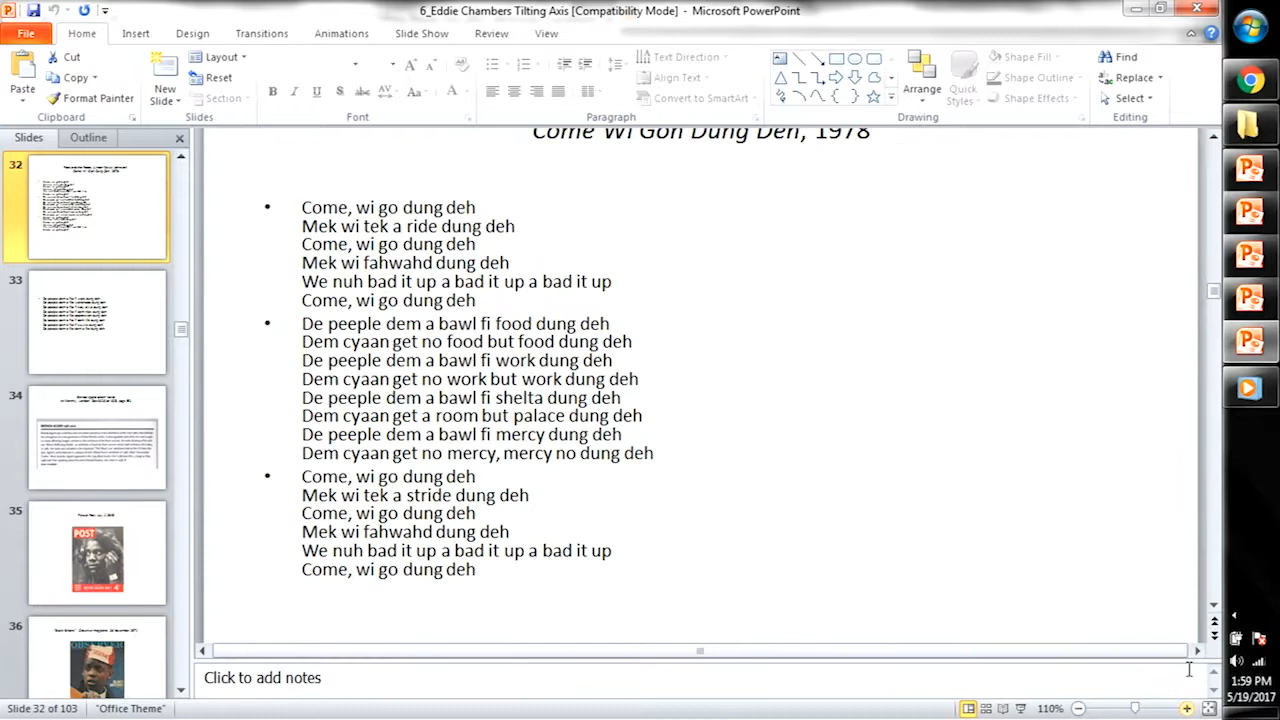 6_Eddie Chambers Tilting Axis [Compatibility Mode] - Microsoft PowerPoint
File Home Insert Design Transitions Animations Slide Show Review View
Paste
Cut
Copy
Format Painter
Clipboard
New Slide
Layout
Reset
Section
Slides
Font
Text Direction
Align Text
Convert to SmartArt
Paragraph
Arrange
Quick Styles
Shape Fill
Shape Outline
Shape Effects
Drawing
Find
Replace
Select
Editing
Slides Outline
32
33
34
35
POST
36
OBSERVER
Come Wi Goh Dung Deh, 1978
• Come, wi go dung deh
Mek wi tek a ride dung deh
Come, wi go dung deh
Mek wi fahwahd dung deh
We nuh bad it up a bad it up a bad it up
Come, wi go dung deh
• De peeple dem a bawl fi food dung deh
Dem cyaan get no food but food dung deh
De peeple dem a bawl fi work dung deh
Dem cyaan get no work but work dung deh
De peeple dem a bawl fi shelta dung deh
Dem cyaan get a room but palace dung deh
De peeple dem a bawl fi mercy dung deh
Dem cyaan get no mercy, mercy no dung deh
• Come, wi go dung deh
Mek wi tek a stride dung deh
Come, wi go dung deh
Mek wi fahwahd dung deh
We nuh bad it up a bad it up a bad it up
Come, wi go dung deh
Click to add notes
Slide 32 of 103 "Office Theme" 110%
1:59 PM
5/19/2017